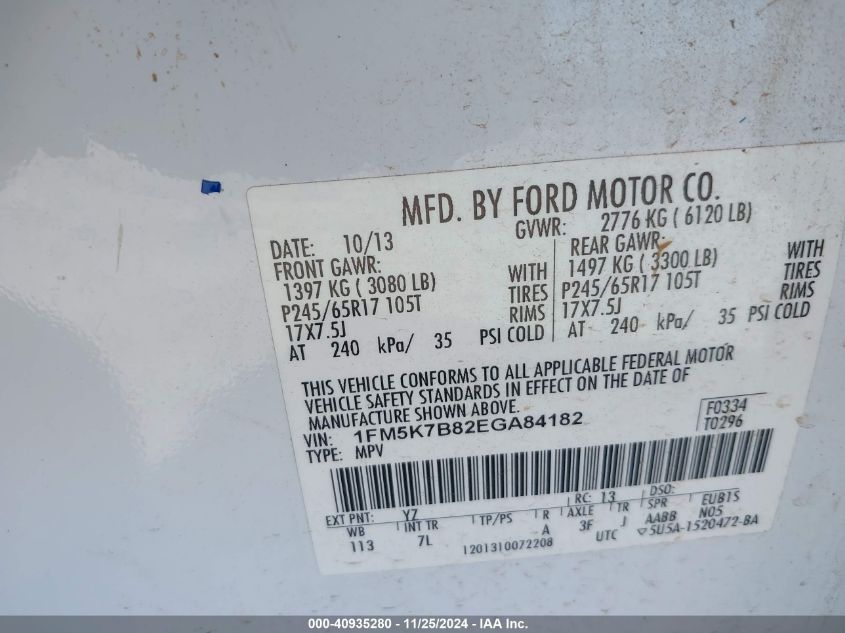 MFD. BY FORD MOTOR CO.
DATE: 10/13
GVWR: 2776 KG ( 6120 LB)
FRONT GAWR:
1397 KG ( 3080 LB) WITH
P245/65R17 105T TIRES
17X7.5J RIMS
AT 240 kPa/ 35 PSI COLD
REAR GAWR:
1497 KG ( 3300 LB) WITH
P245/65R17 105T TIRES
17X7.5J RIMS
AT 240 kPa/ 35 PSI COLD
THIS VEHICLE CONFORMS TO ALL APPLICABLE FEDERAL MOTOR
VEHICLE SAFETY STANDARDS IN EFFECT ON THE DATE OF
MANUFACTURE SHOWN ABOVE.
VIN: 1FM5K7B82EGA84182
TYPE: MPV
F0334
T0296
EXT PNT: YZ RC: 13 DSO:
WB INT TR TP/PS R AXLE TR SPR EUB1S
113 7L A 3F J AABB N05
1201310072208 UTC ▽5U5A-1520472-BA
000-40935280 - 11/25/2024 - IAA Inc.